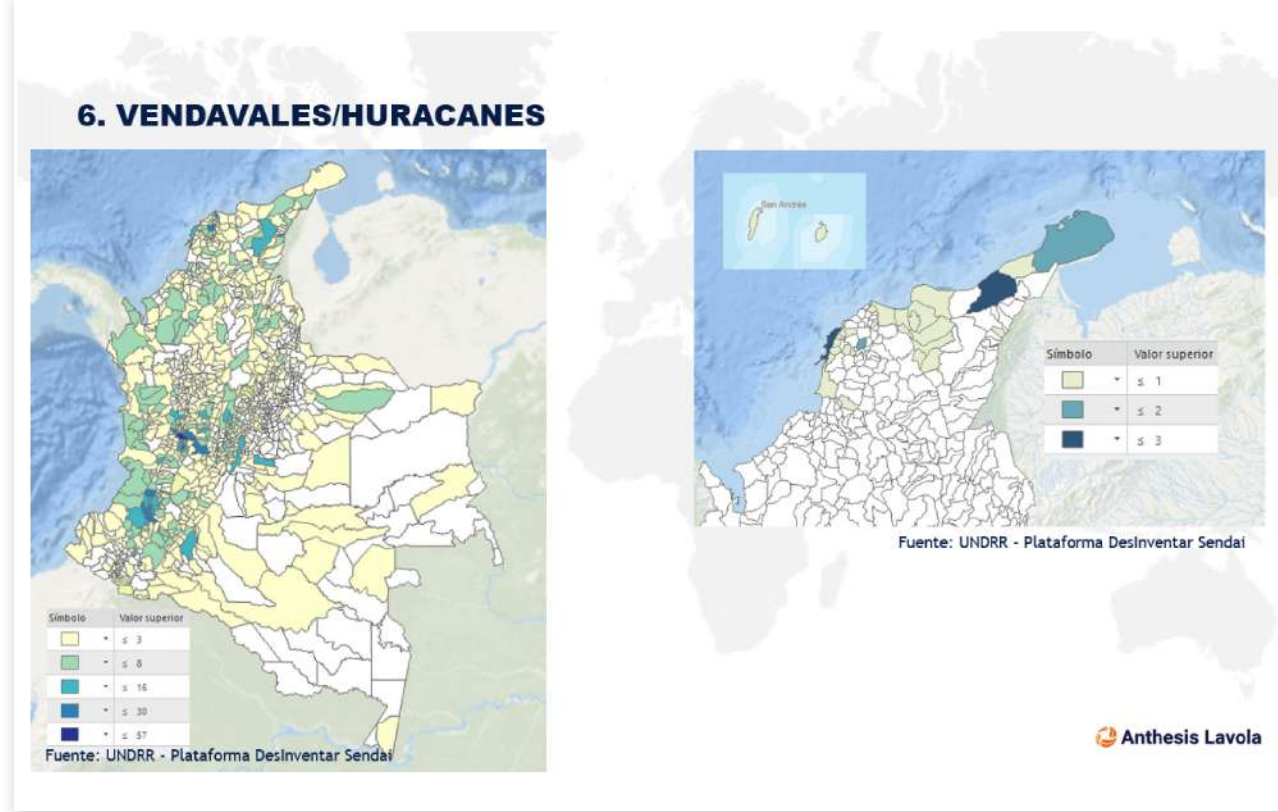 6. VENDAVALES/HURACANES
Símbolo Valor superior
≤ 3
≤ 8
≤ 16
≤ 30
≤ 57
Fuente: UNDRR - Plataforma DesInventar Sendai
San Andrés
Símbolo Valor superior
≤ 1
≤ 2
≤ 3
Fuente: UNDRR - Plataforma DesInventar Sendai
Anthesis Lavola